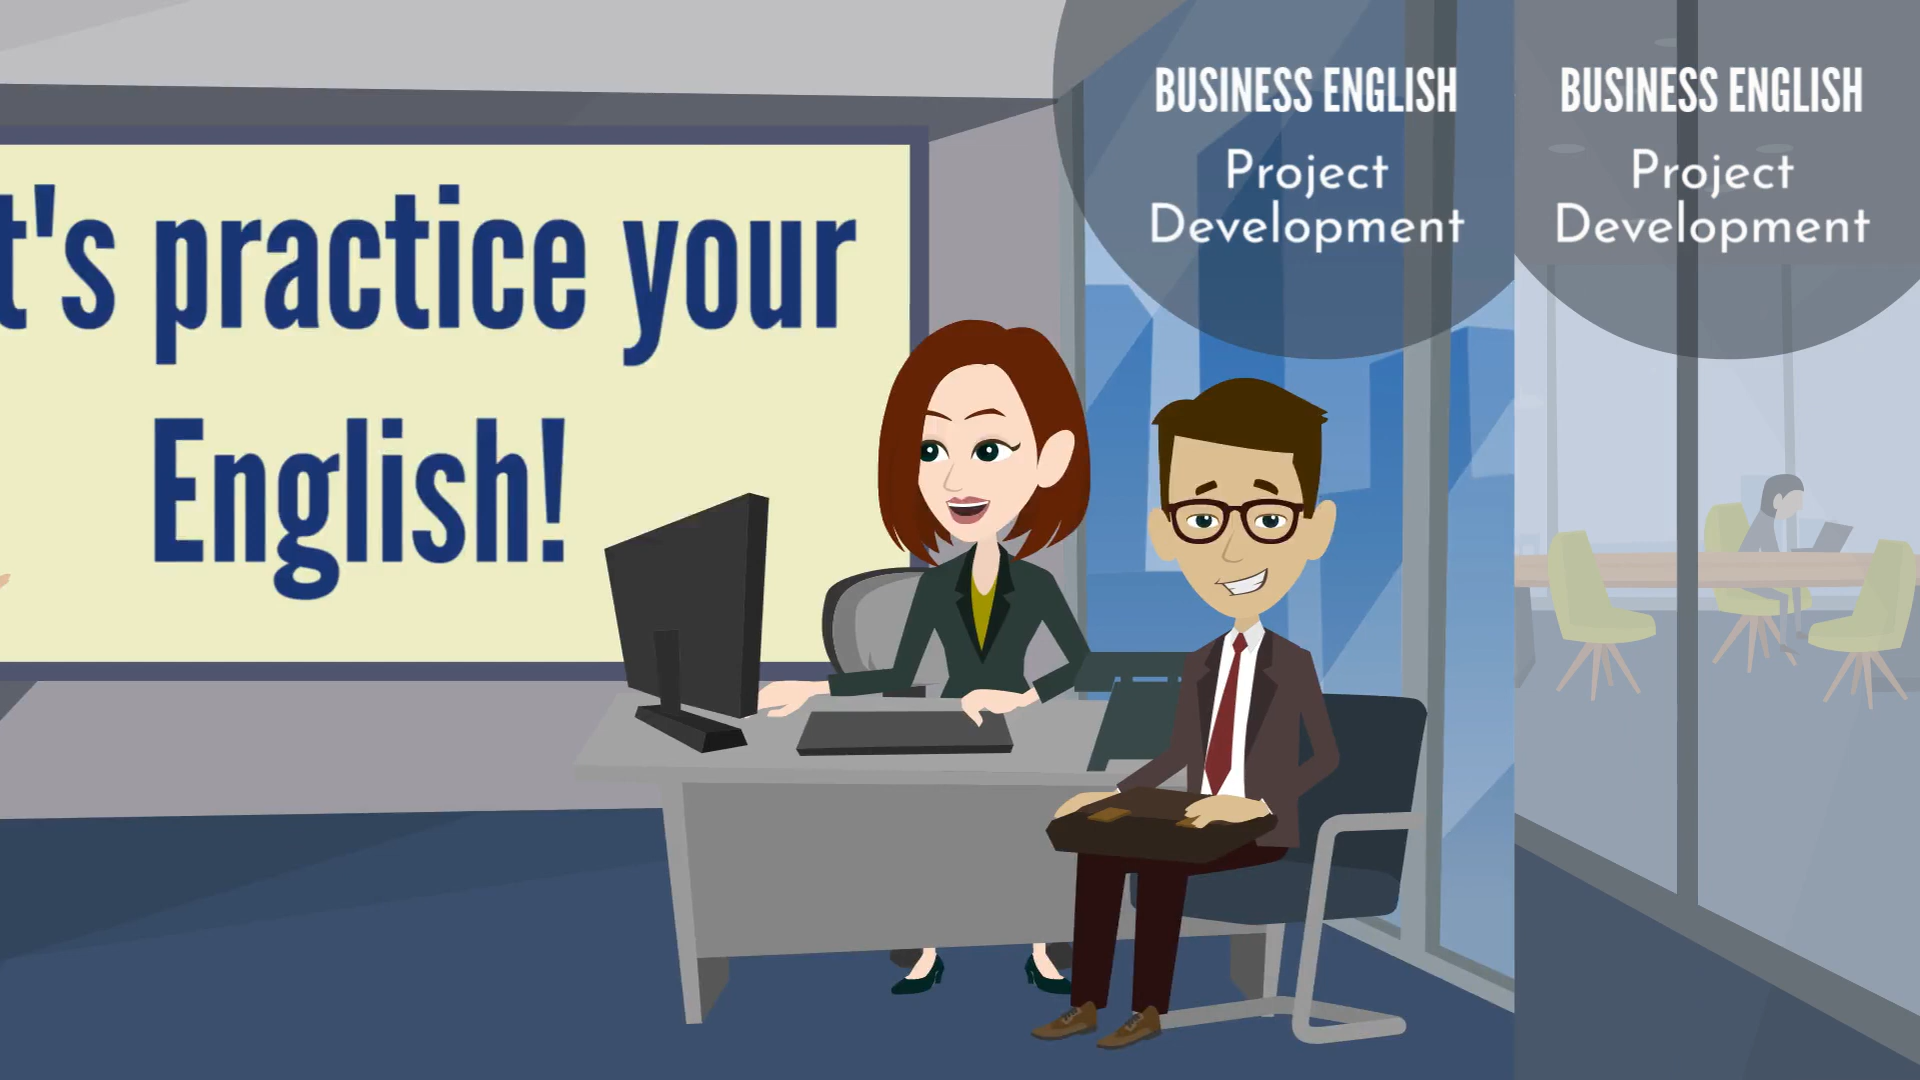 t's practice your
English!
BUSINESS ENGLISH
Project
Development
BUSINESS ENGLISH
Project
Development